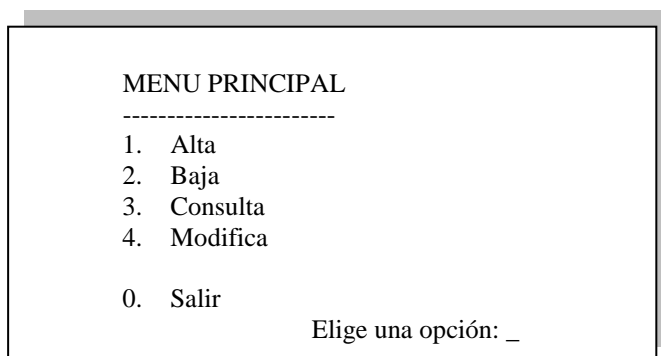 MENU PRINCIPAL
------------------------
1. Alta
2. Baja
3. Consulta
4. Modifica
0. Salir
Elige una opción: _